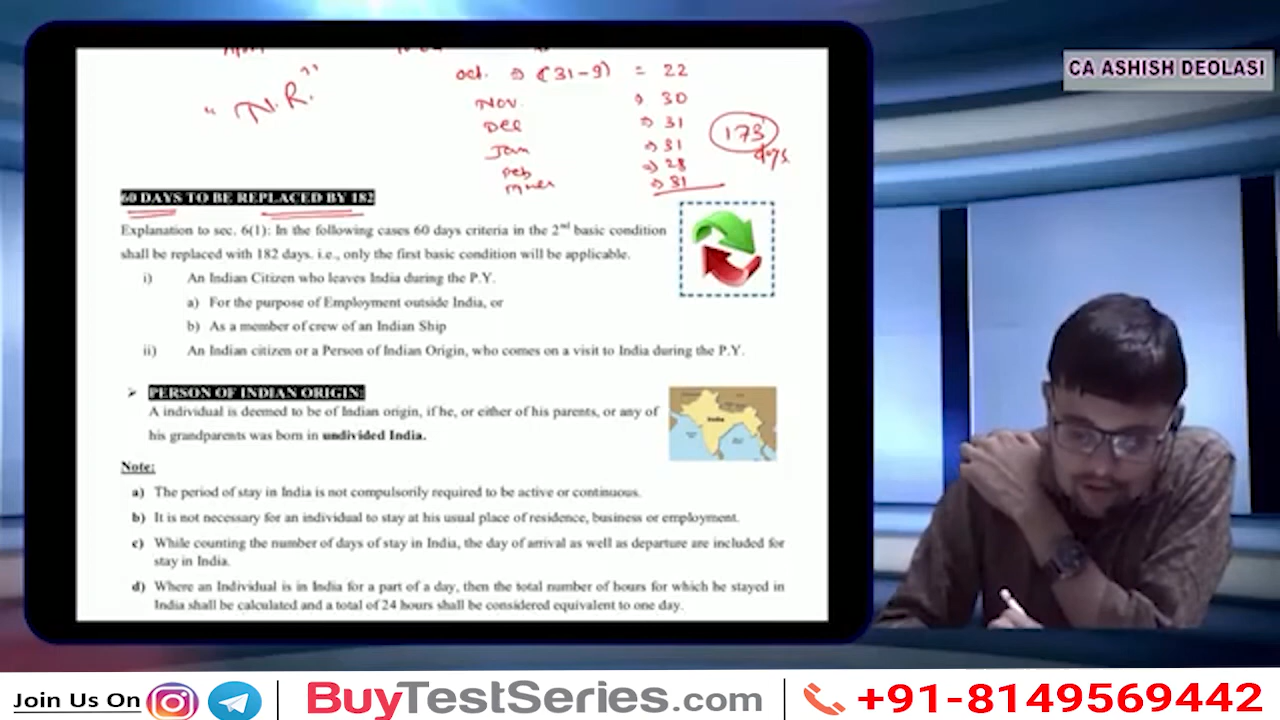 CA ASHISH DEOLASI
Oct. ⇒ (31-9) = 22
"N.R."
Nov. ⇒ 30
Dec ⇒ 31
173 days
Jan ⇒ 31
Feb ⇒ 28
⇒ 31
60 DAYS TO BE REPLACED BY 182
Explanation to sec. 6(1): In the following cases 60 days criteria in the 2nd basic condition
shall be replaced with 182 days. i.e., only the first basic condition will be applicable.
i) An Indian Citizen who leaves India during the P.Y.
a) For the purpose of Employment outside India, or
b) As a member of crew of an Indian Ship
ii) An Indian citizen or a Person of Indian Origin, who comes on a visit to India during the P.Y.
➤ PERSON OF INDIAN ORIGIN:
A individual is deemed to be of Indian origin, if he, or either of his parents, or any of
his grandparents was born in undivided India.
India
Note:
a) The period of stay in India is not compulsorily required to be active or continuous.
b) It is not necessary for an individual to stay at his usual place of residence, business or employment.
c) While counting the number of days of stay in India, the day of arrival as well as departure are included for
stay in India.
d) Where an Individual is in India for a part of a day, then the total number of hours for which he stayed in
India shall be calculated and a total of 24 hours shall be considered equivalent to one day.
Join Us On BuyTestSeries.com +91-8149569442